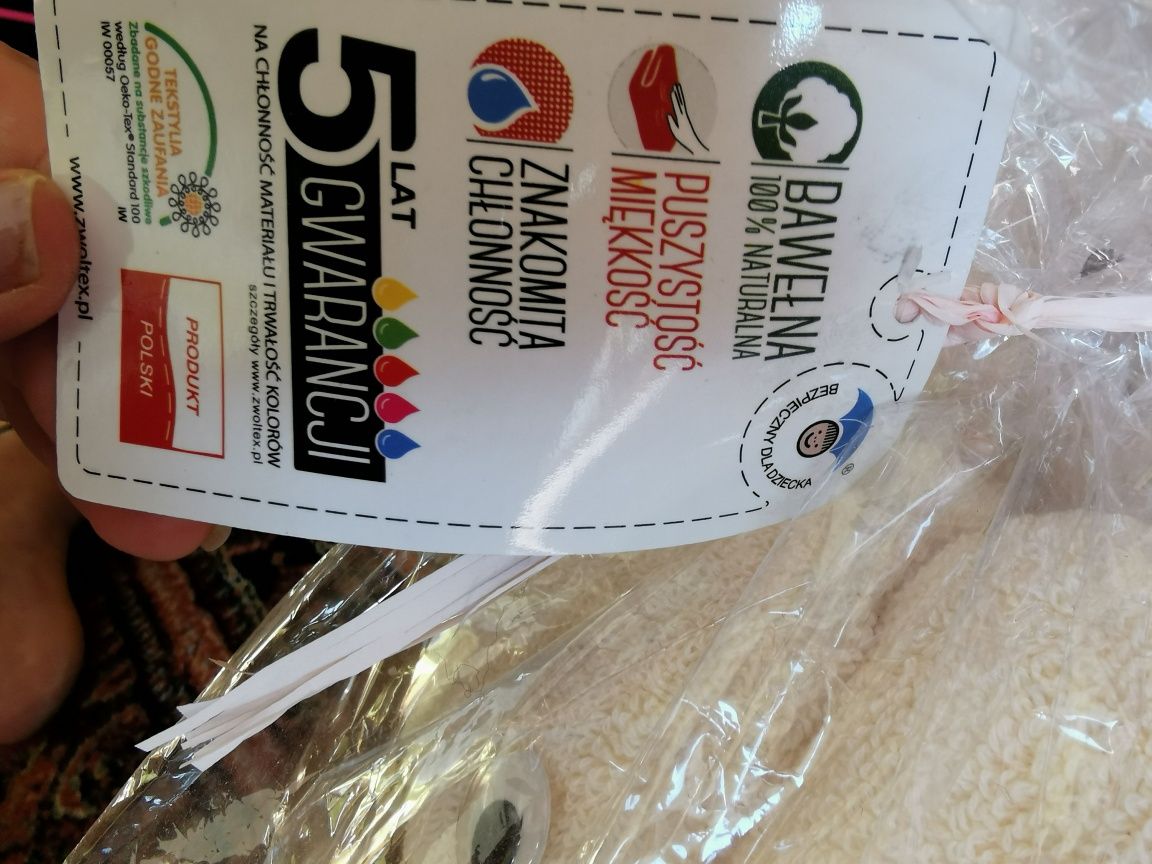 BEZPIECZNY DLA DZIECKA
®
BAWEŁNA
100% NATURALNA
PUSZYSTOŚĆ
MIĘKKOŚĆ
ZNAKOMITA
CHŁONNOŚĆ
5 LAT
GWARANCJI
NA CHŁONNOŚĆ MATERIAŁU I TRWAŁOŚĆ KOLORÓW
szczegóły www.zwoltex.pl
TEKSTYLIA
GODNE ZAUFANIA
Zbadane na substancje szkodliwe
według Oeko-Tex® Standard 100
IW 00057
IW
PRODUKT
POLSKI
www.zwoltex.pl